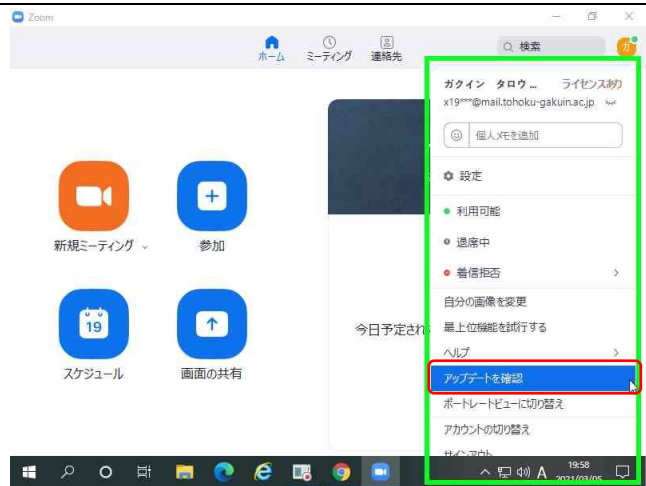 Zoom
ホーム
ミーティング
連絡先
検索
ガ
ガクイン タロウ... ライセンスあり
x19***@mail.tohoku-gakuin.ac.jp
個人メモを追加
設定
利用可能
退席中
着信拒否
自分の画像を変更
最上位機能を試行する
ヘルプ
アップデートを確認
ポートレートビューに切り替え
アカウントの切り替え
サインアウト
新規ミーティング
参加
19
スケジュール
画面の共有
今日予定され
A
19:58
2021/03/05